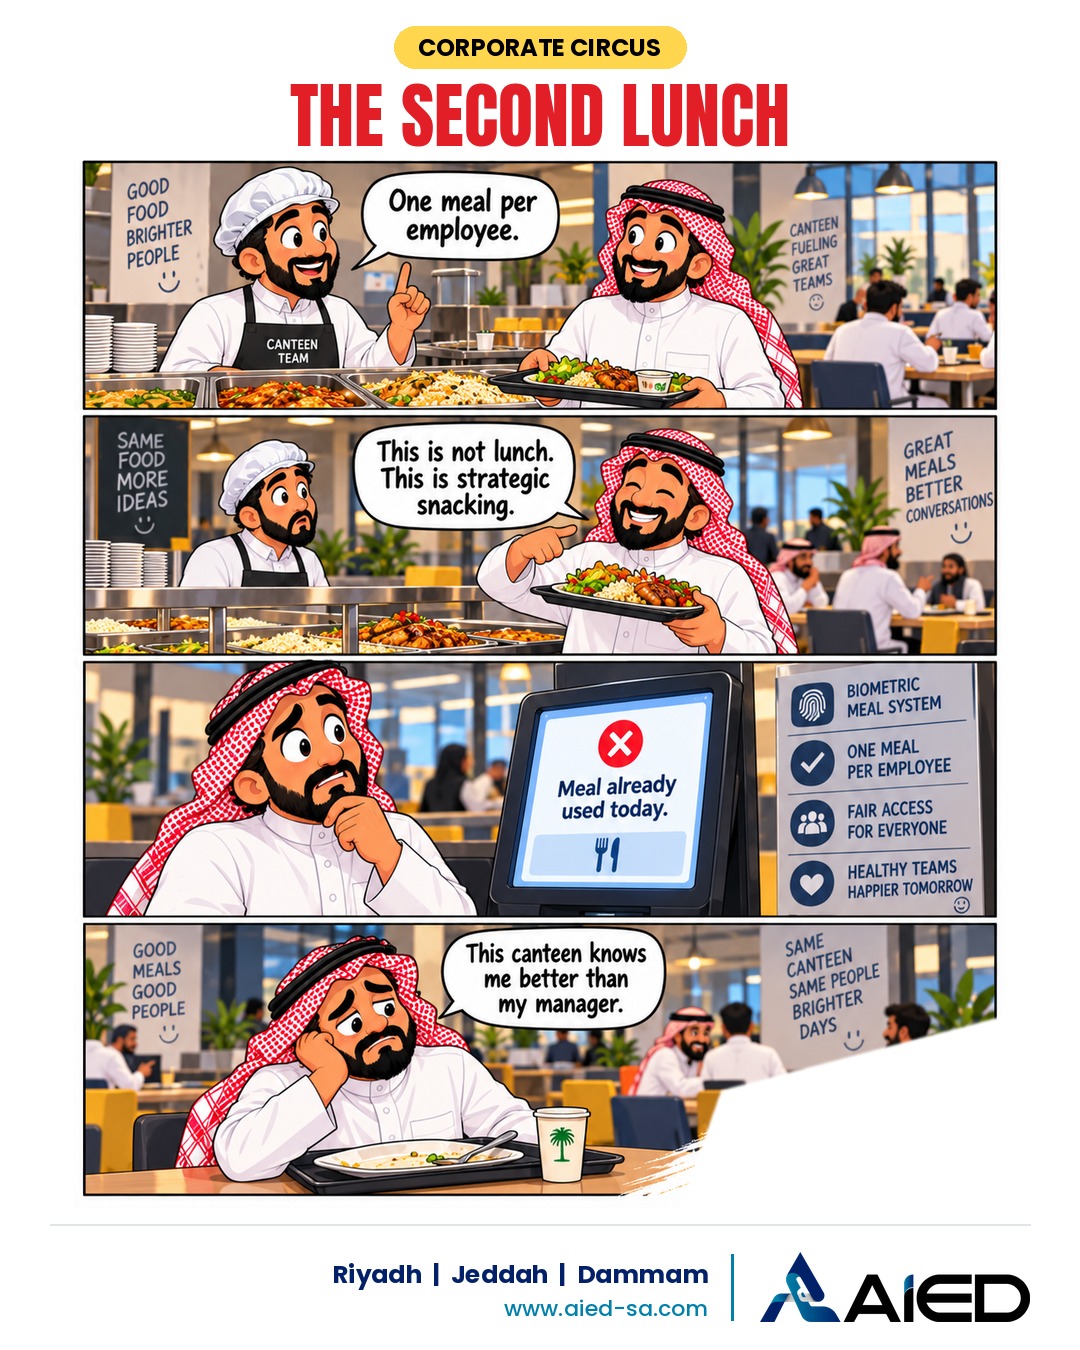 CORPORATE CIRCUS
THE SECOND LUNCH
GOOD
FOOD
BRIGHTER
PEOPLE
One meal per
employee.
CANTEEN
FUELING
GREAT
TEAMS
CANTEEN
TEAM
SAME
FOOD
MORE
IDEAS
This is not lunch.
This is strategic
snacking.
GREAT
MEALS
BETTER
CONVERSATIONS
Meal already
used today.
BIOMETRIC
MEAL SYSTEM
ONE MEAL
PER EMPLOYEE
FAIR ACCESS
FOR EVERYONE
HEALTHY TEAMS
HAPPIER TOMORROW
GOOD
MEALS
GOOD
PEOPLE
This canteen knows
me better than
my manager.
SAME
CANTEEN
SAME PEOPLE
BRIGHTER
DAYS
Riyadh | Jeddah | Dammam
www.aied-sa.com
AiED